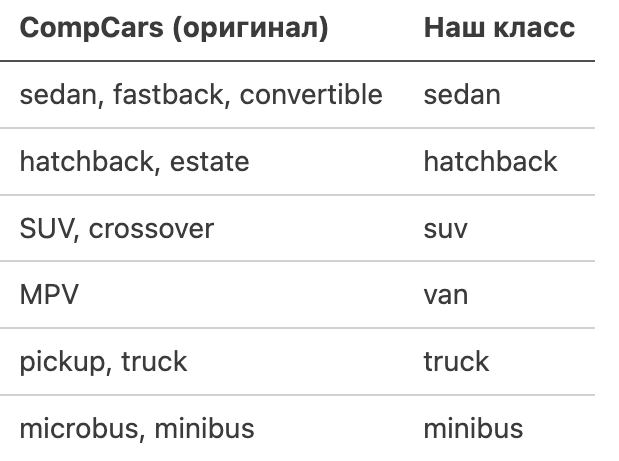 CompCars (оригинал) Наш класс
sedan, fastback, convertible sedan
hatchback, estate hatchback
SUV, crossover suv
MPV van
pickup, truck truck
microbus, minibus minibus